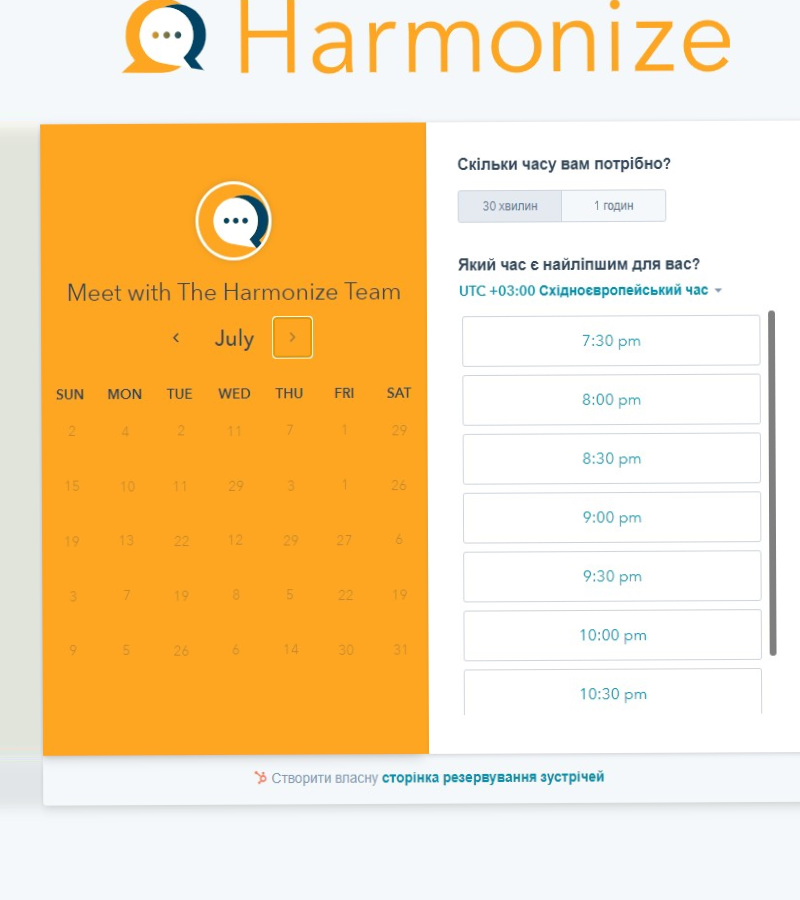 Harmonize
Meet with The Harmonize Team
July
SUN MON TUE WED THU FRI SAT
2 4 2 11 7 1 29
15 10 11 29 3 1 26
19 13 22 12 29 27 6
3 7 19 8 5 22 19
9 5 26 6 14 30 31
Скільки часу вам потрібно?
30 хвилин 1 годин
Який час є найліпшим для вас?
UTC +03:00 Східноєвропейський час
7:30 pm
8:00 pm
8:30 pm
9:00 pm
9:30 pm
10:00 pm
10:30 pm
Створити власну сторінка резервування зустрічей